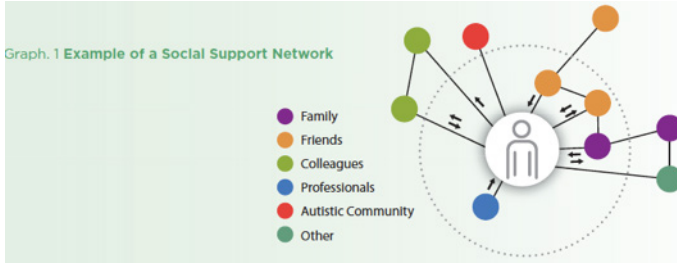 Graph. 1 Example of a Social Support Network
Family
Friends
Colleagues
Professionals
Autistic Community
Other